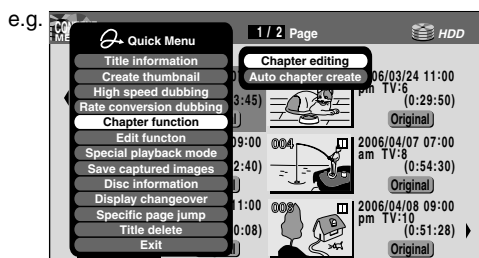 e.g.
Quick Menu
1 / 2 Page
HDD
Title information
Create thumbnail
High speed dubbing
Rate conversion dubbing
Chapter function
Edit functon
Special playback mode
Save captured images
Disc information
Display changeover
Specific page jump
Title delete
Exit
Chapter editing
Auto chapter create
06/03/24 11:00
pm TV:6
3:45)
(0:29:50)
Original
09:00
004
2006/04/07 07:00
am TV:8
2:40)
(0:54:30)
Original
11:00
2006/04/08 09:00
pm TV:10
0:08)
(0:51:28)
Original